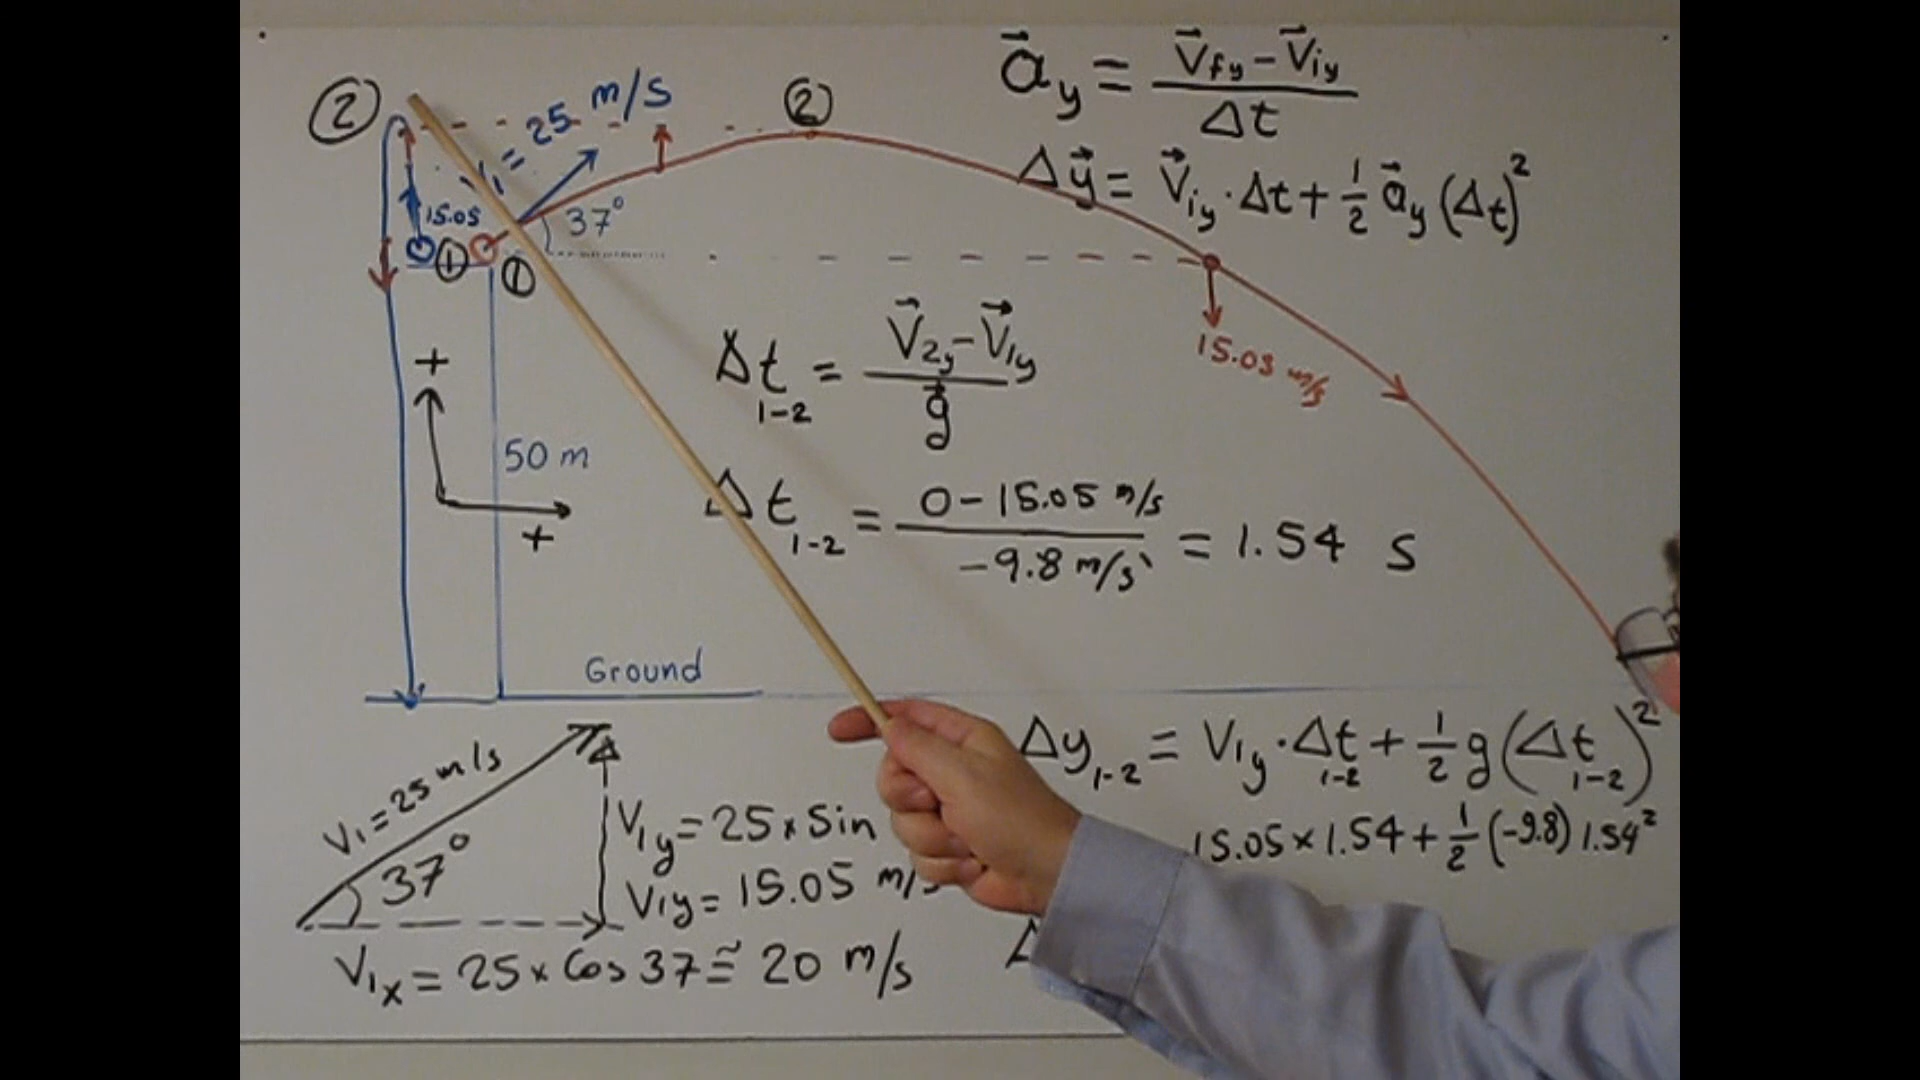 ②
V₁ = 25 m/s
②
15.05
①
①
37°
+
+
50 m
Ground
15.05 m/s
a⃗y = (V⃗fy - V⃗iy) / Δt
Δy⃗ = V⃗iy · Δt + 1/2 a⃗y (Δt)²
Δt₁₋₂ = (V⃗2y - V⃗1y) / g⃗
Δt₁₋₂ = (0 - 15.05 m/s) / (-9.8 m/s) = 1.54 s
V₁ = 25 m/s
37°
V1y = 25 × Sin
V1y = 15.05 m/s
V1x = 25 × Cos 37 ≅ 20 m/s
Δy₁₋₂ = V1y · Δt₁₋₂ + 1/2 g (Δt₁₋₂)²
15.05 × 1.54 + 1/2 (-9.8) 1.54²
Δ